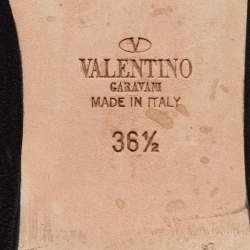 VALENTINO
GARAVANI
MADE IN ITALY
36½